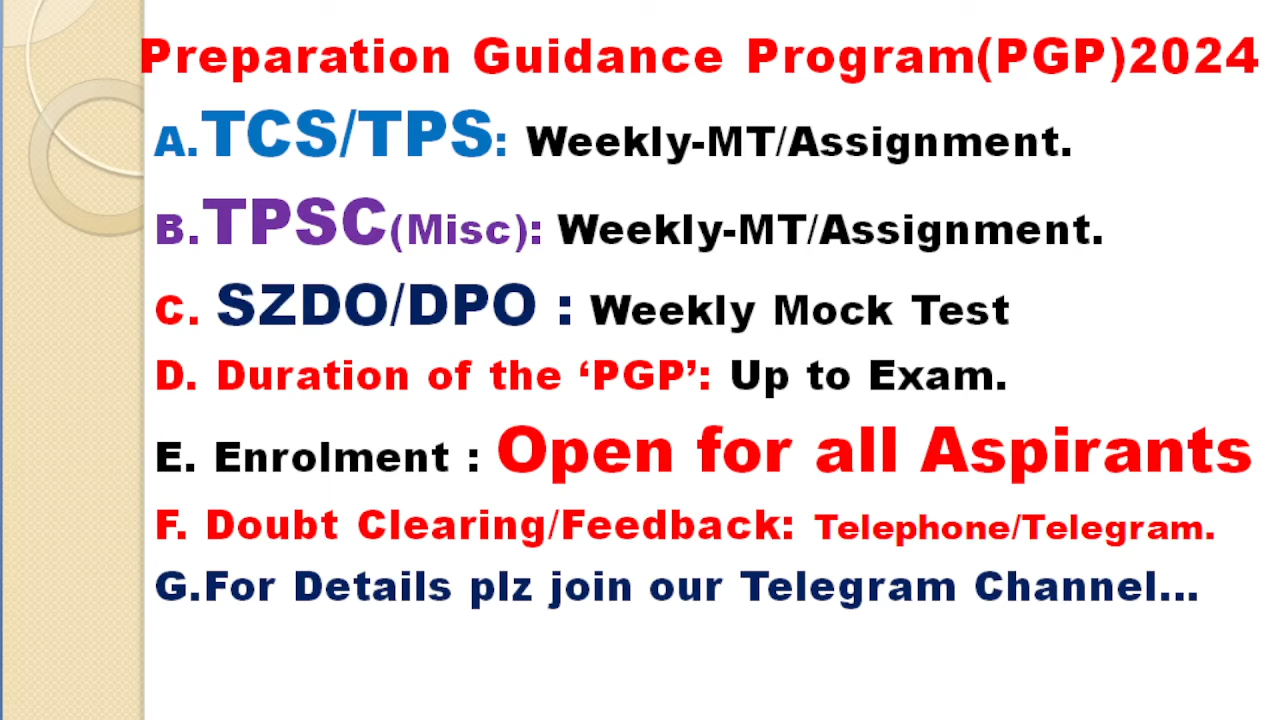 Preparation Guidance Program(PGP)2024
A.TCS/TPS: Weekly-MT/Assignment.
B.TPSC(Misc): Weekly-MT/Assignment.
C. SZDO/DPO : Weekly Mock Test
D. Duration of the ‘PGP’: Up to Exam.
E. Enrolment : Open for all Aspirants
F. Doubt Clearing/Feedback: Telephone/Telegram.
G.For Details plz join our Telegram Channel...